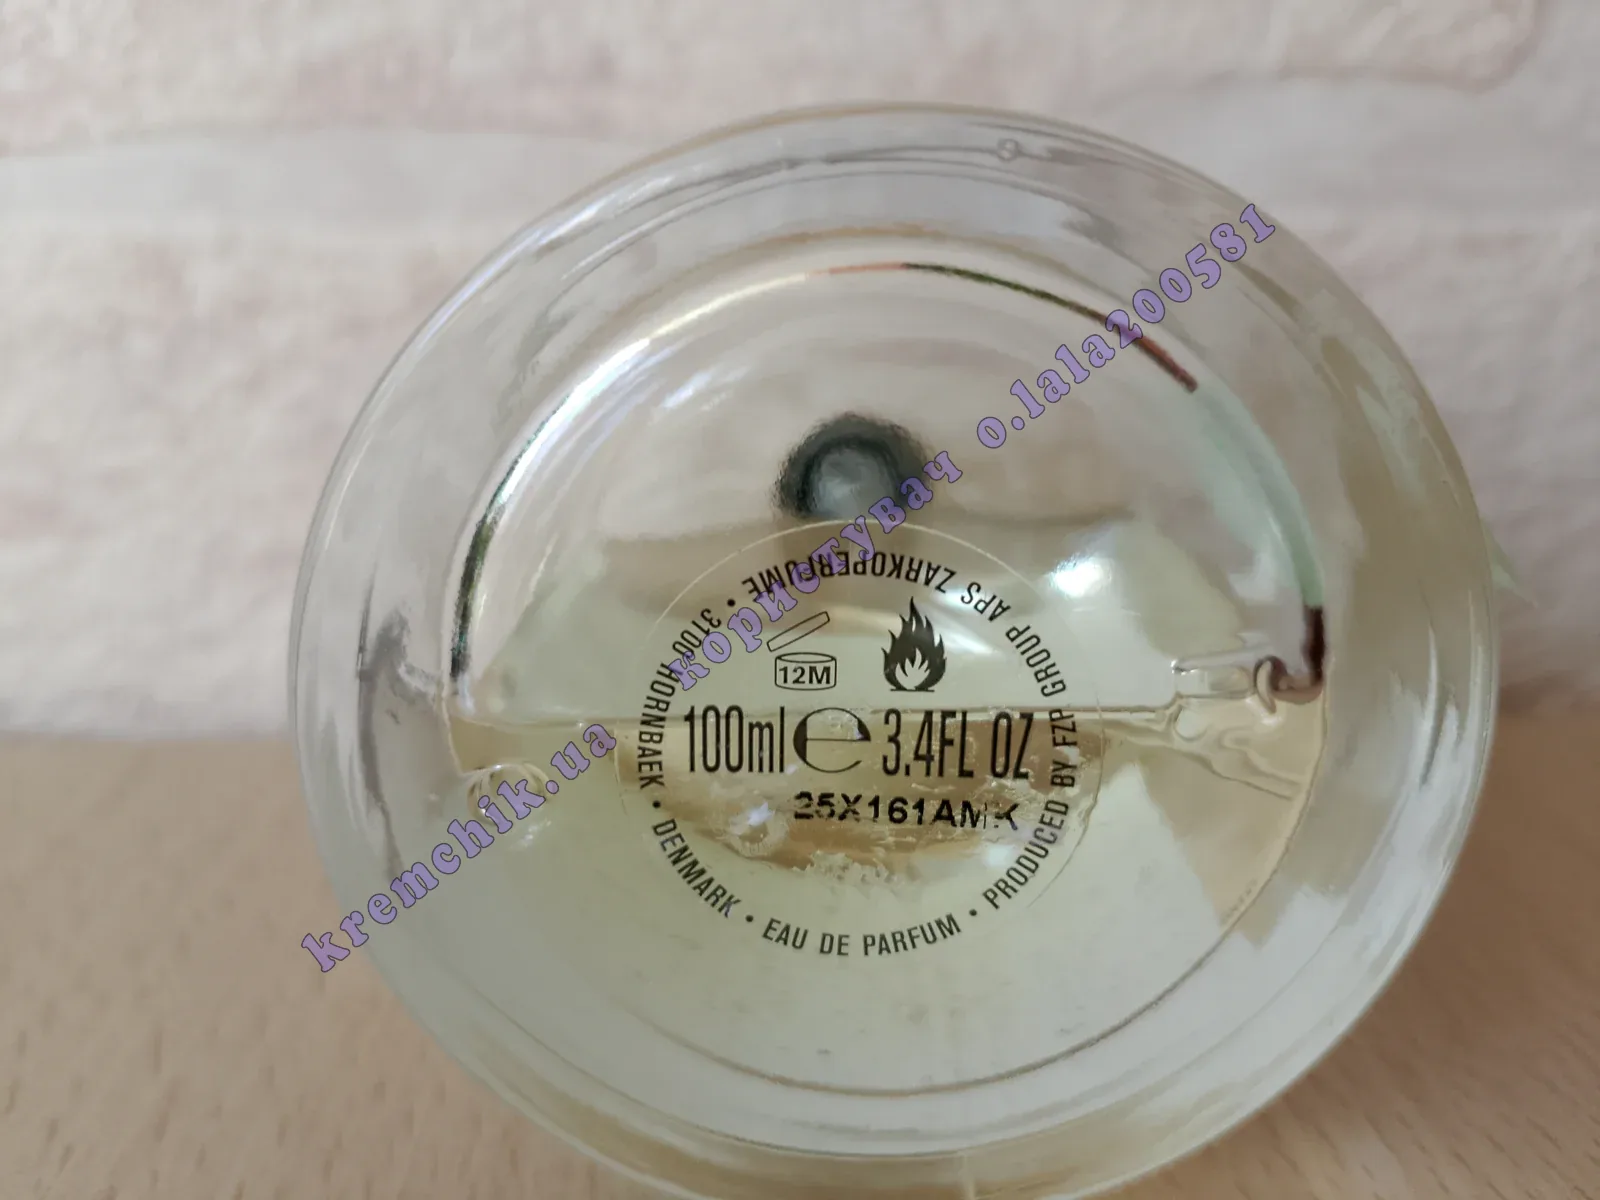 EAU DE PARFUM • PRODUCED BY FZP GROUP APS ZARKOPERFUME • 3100 HORNBAEK • DENMARK •
12M
100ml e 3.4FL OZ
25X161AMK
kremchik.ua користувач o.lala200581